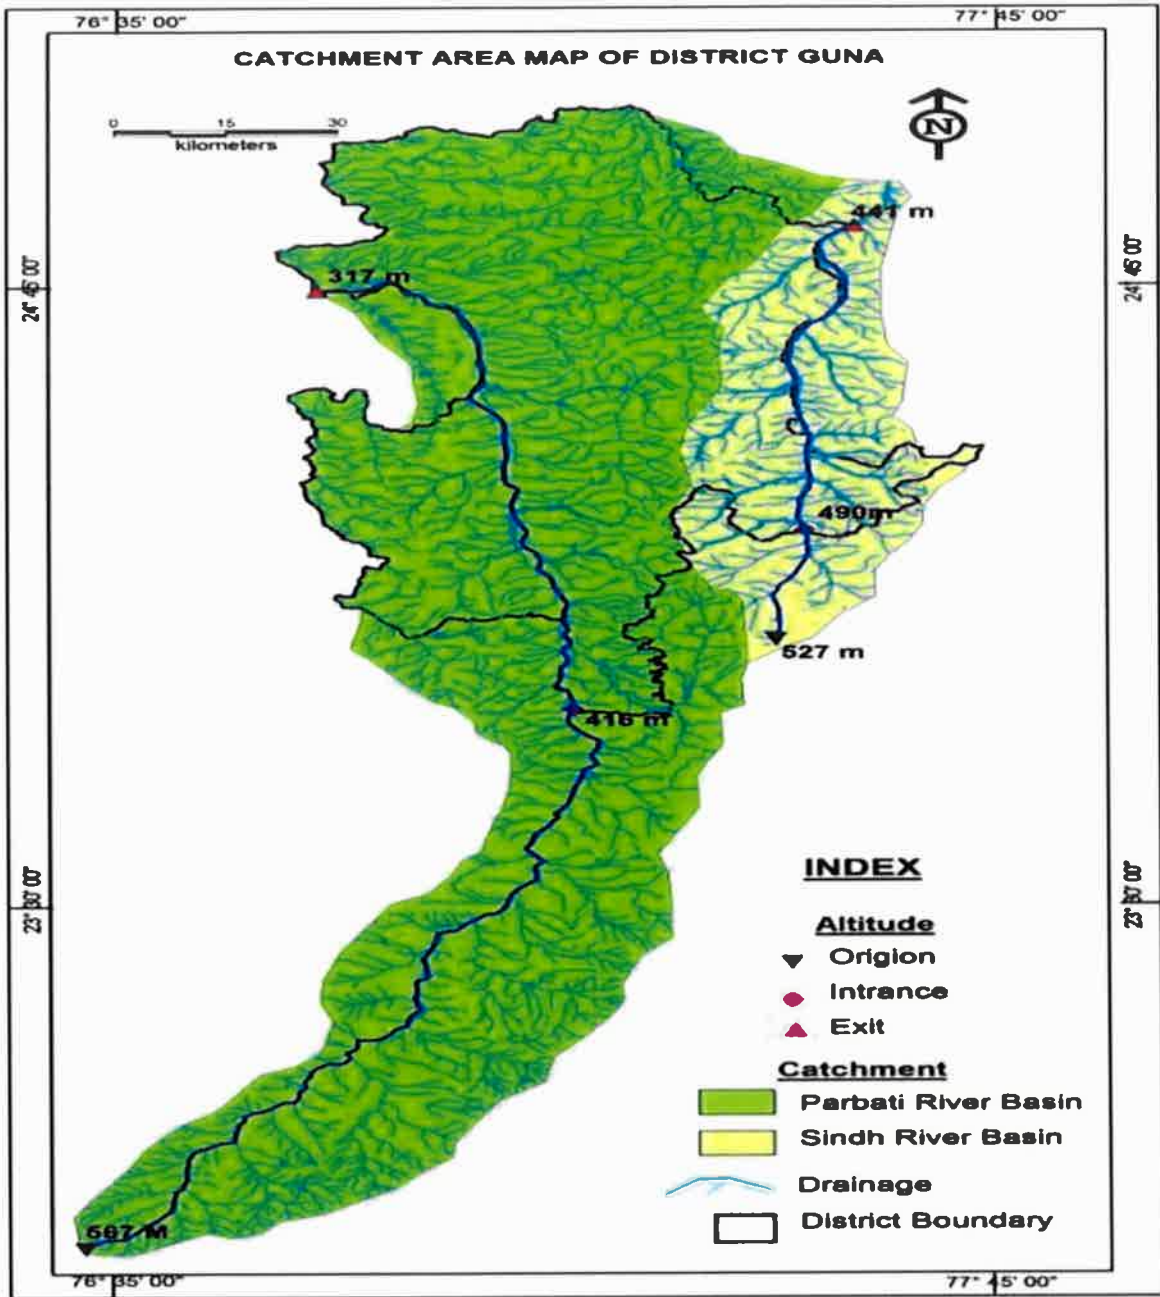 76° 35' 00"
77° 45' 00"
CATCHMENT AREA MAP OF DISTRICT GUNA
0 15 30
kilometers
N
441 m
317 m
24° 45' 00"
24° 45' 00"
490m
527 m
416 m
INDEX
23° 30' 00"
23° 30' 00"
Altitude
Origion
Intrance
Exit
Catchment
Parbati River Basin
Sindh River Basin
Drainage
District Boundary
76° 35' 00"
77° 45' 00"